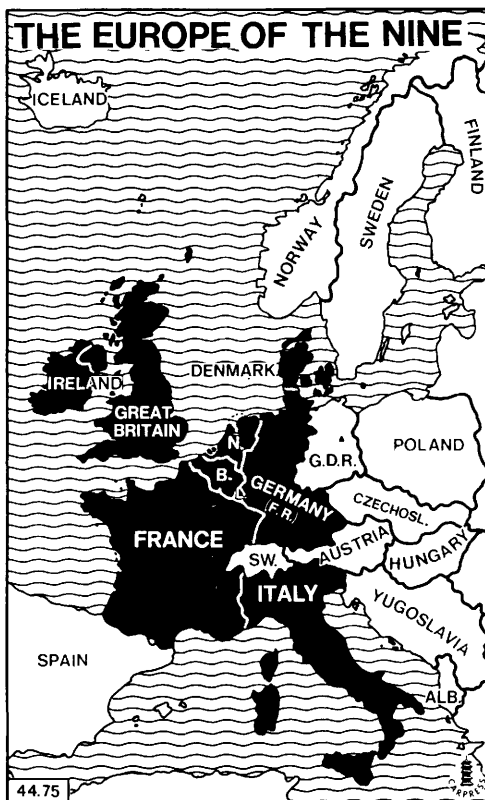 THE EUROPE OF THE NINE
ICELAND
FINLAND
SWEDEN
NORWAY
DENMARK
IRELAND
GREAT
BRITAIN
N.
B.
L.
G.D.R.
POLAND
GERMANY
(F.R.)
CZECHOSL.
FRANCE
SW.
AUSTRIA
HUNGARY
ITALY
YUGOSLAVIA
SPAIN
ALB.
44.75
CARPRESS